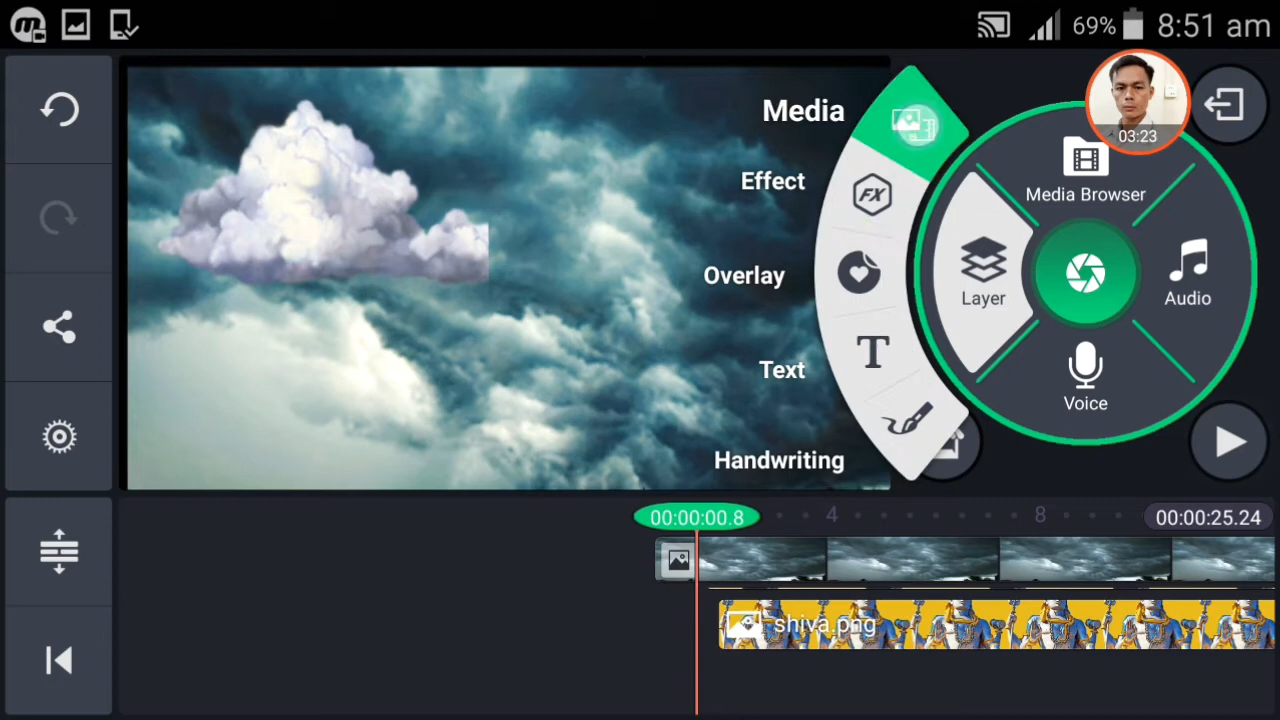 69% 8:51 am
03:23
Media
Effect
Overlay
Text
Handwriting
FX
T
Media Browser
Layer
Audio
Voice
00:00:00.8
4
8
00:00:25.24
shiva.png